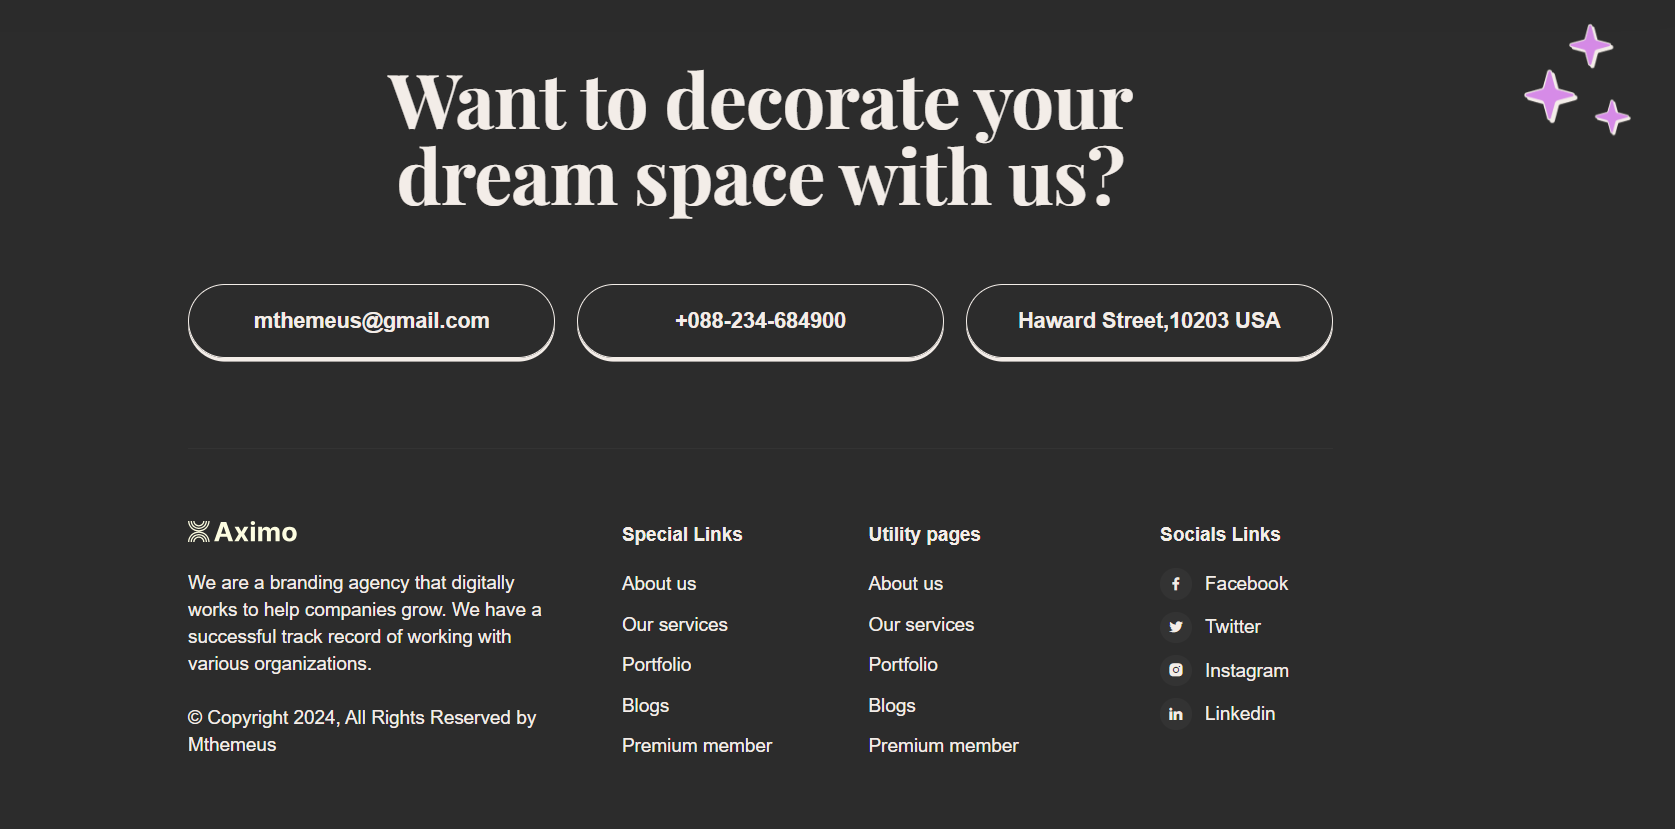 Want to decorate your
dream space with us?
mthemeus@gmail.com
+088-234-684900
Haward Street,10203 USA
Aximo
We are a branding agency that digitally
works to help companies grow. We have a
successful track record of working with
various organizations.
© Copyright 2024, All Rights Reserved by
Mthemeus
Special Links
About us
Our services
Portfolio
Blogs
Premium member
Utility pages
About us
Our services
Portfolio
Blogs
Premium member
Socials Links
Facebook
Twitter
Instagram
Linkedin